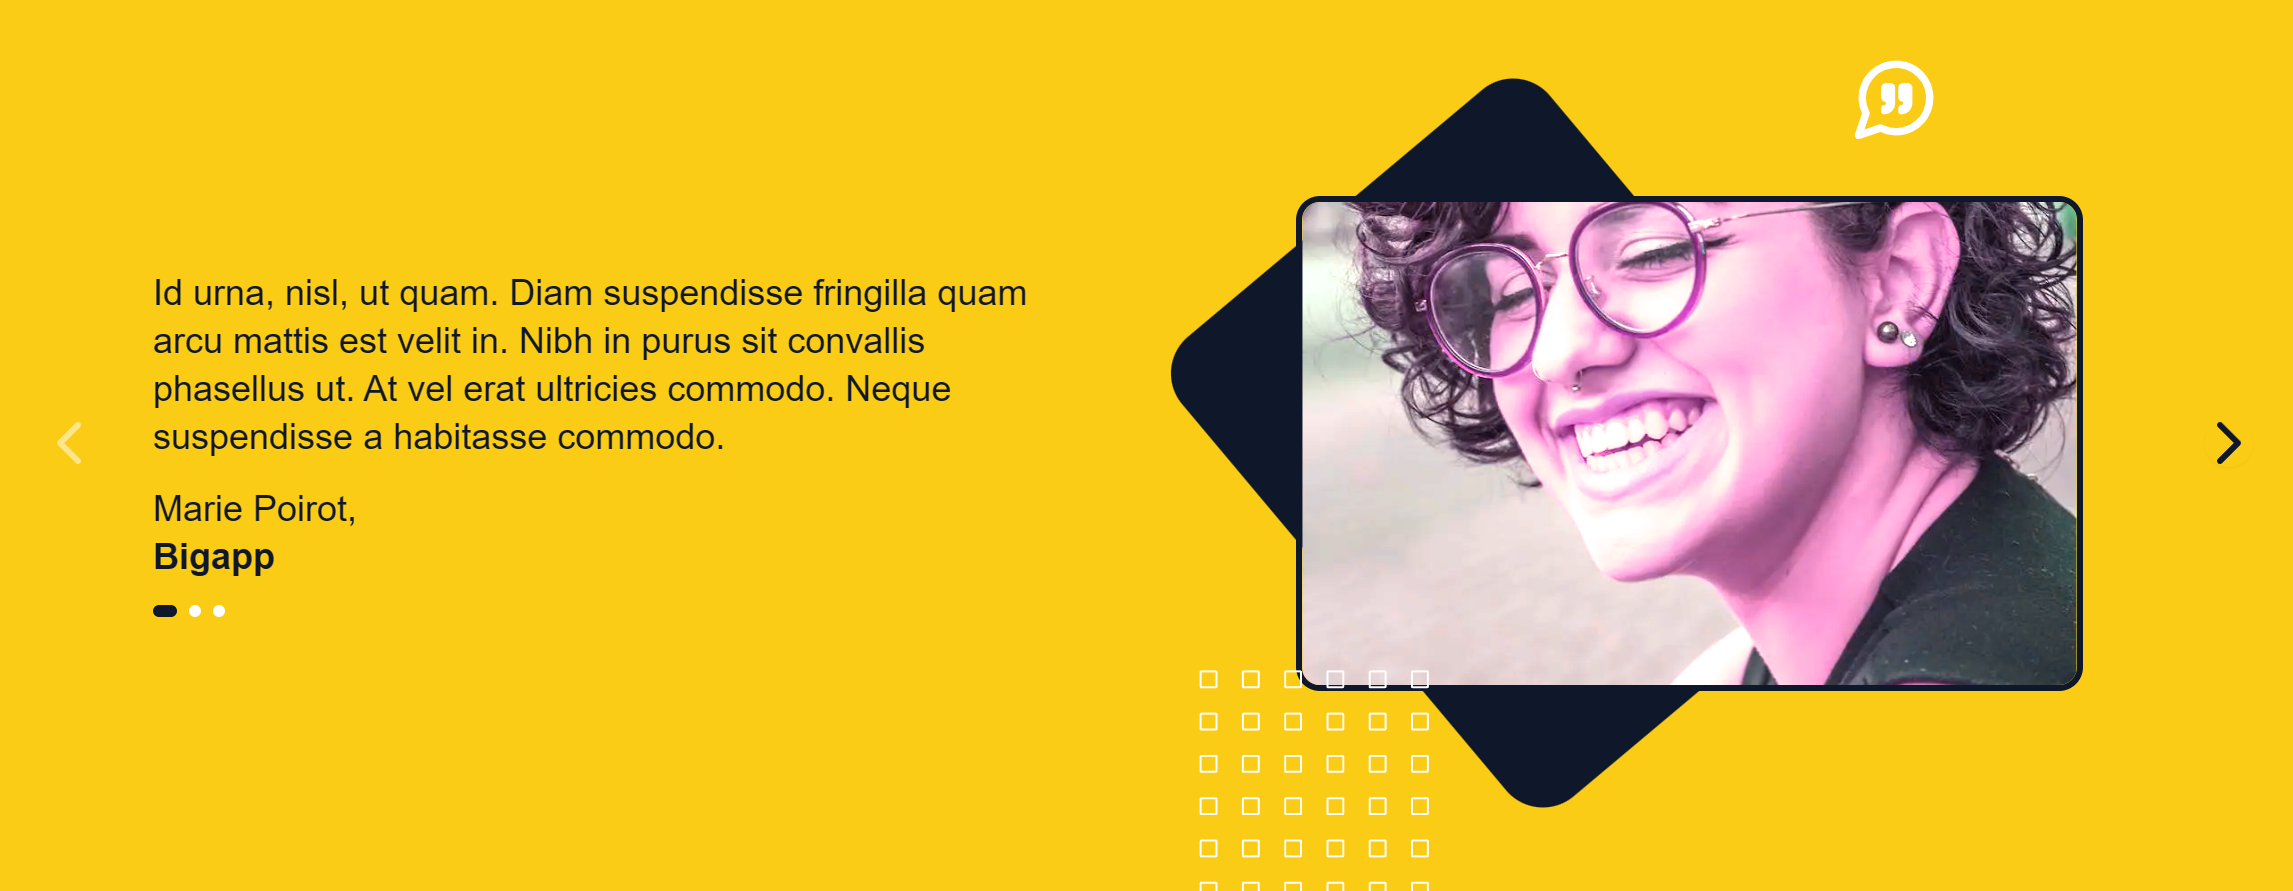 Id urna, nisl, ut quam. Diam suspendisse fringilla quam
arcu mattis est velit in. Nibh in purus sit convallis
phasellus ut. At vel erat ultricies commodo. Neque
suspendisse a habitasse commodo.
Marie Poirot,
Bigapp